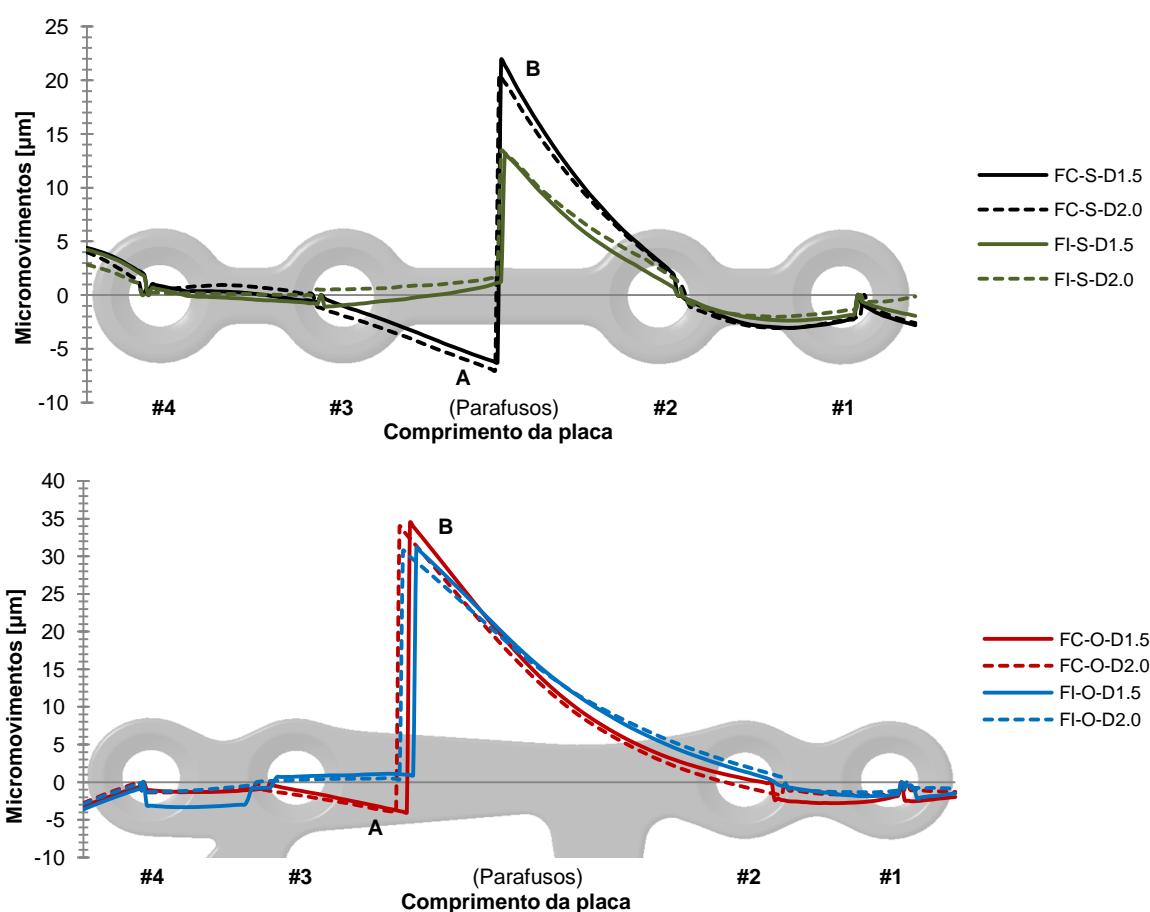 25
20
15
10
5
0
-5
-10
Micromovimentos [µm]
B
A
#4 #3 (Parafusos) #2 #1
Comprimento da placa
FC-S-D1.5
FC-S-D2.0
FI-S-D1.5
FI-S-D2.0
40
35
30
25
20
15
10
5
0
-5
-10
Micromovimentos [µm]
B
A
#4 #3 (Parafusos) #2 #1
Comprimento da placa
FC-O-D1.5
FC-O-D2.0
FI-O-D1.5
FI-O-D2.0